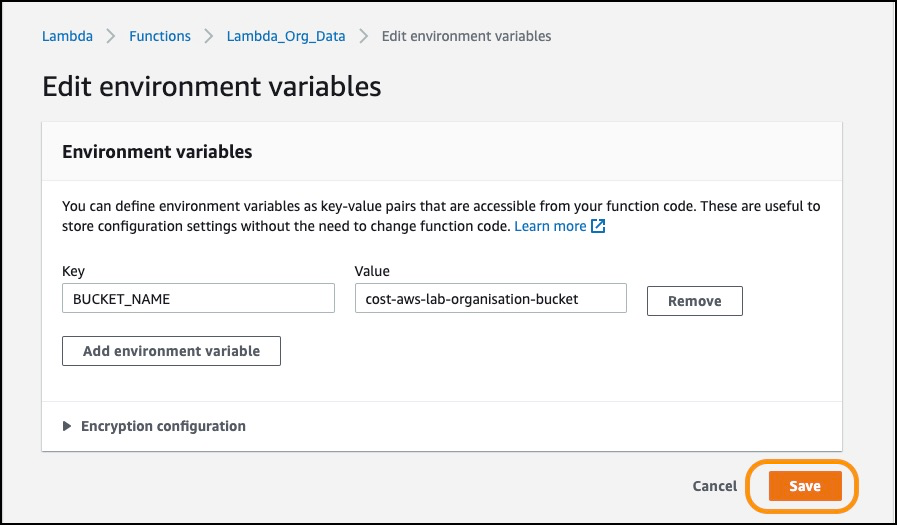 Lambda > Functions > Lambda_Org_Data > Edit environment variables
Edit environment variables
Environment variables
You can define environment variables as key-value pairs that are accessible from your function code. These are useful to
store configuration settings without the need to change function code. Learn more
Key Value
BUCKET_NAME cost-aws-lab-organisation-bucket Remove
Add environment variable
Encryption configuration
Cancel Save